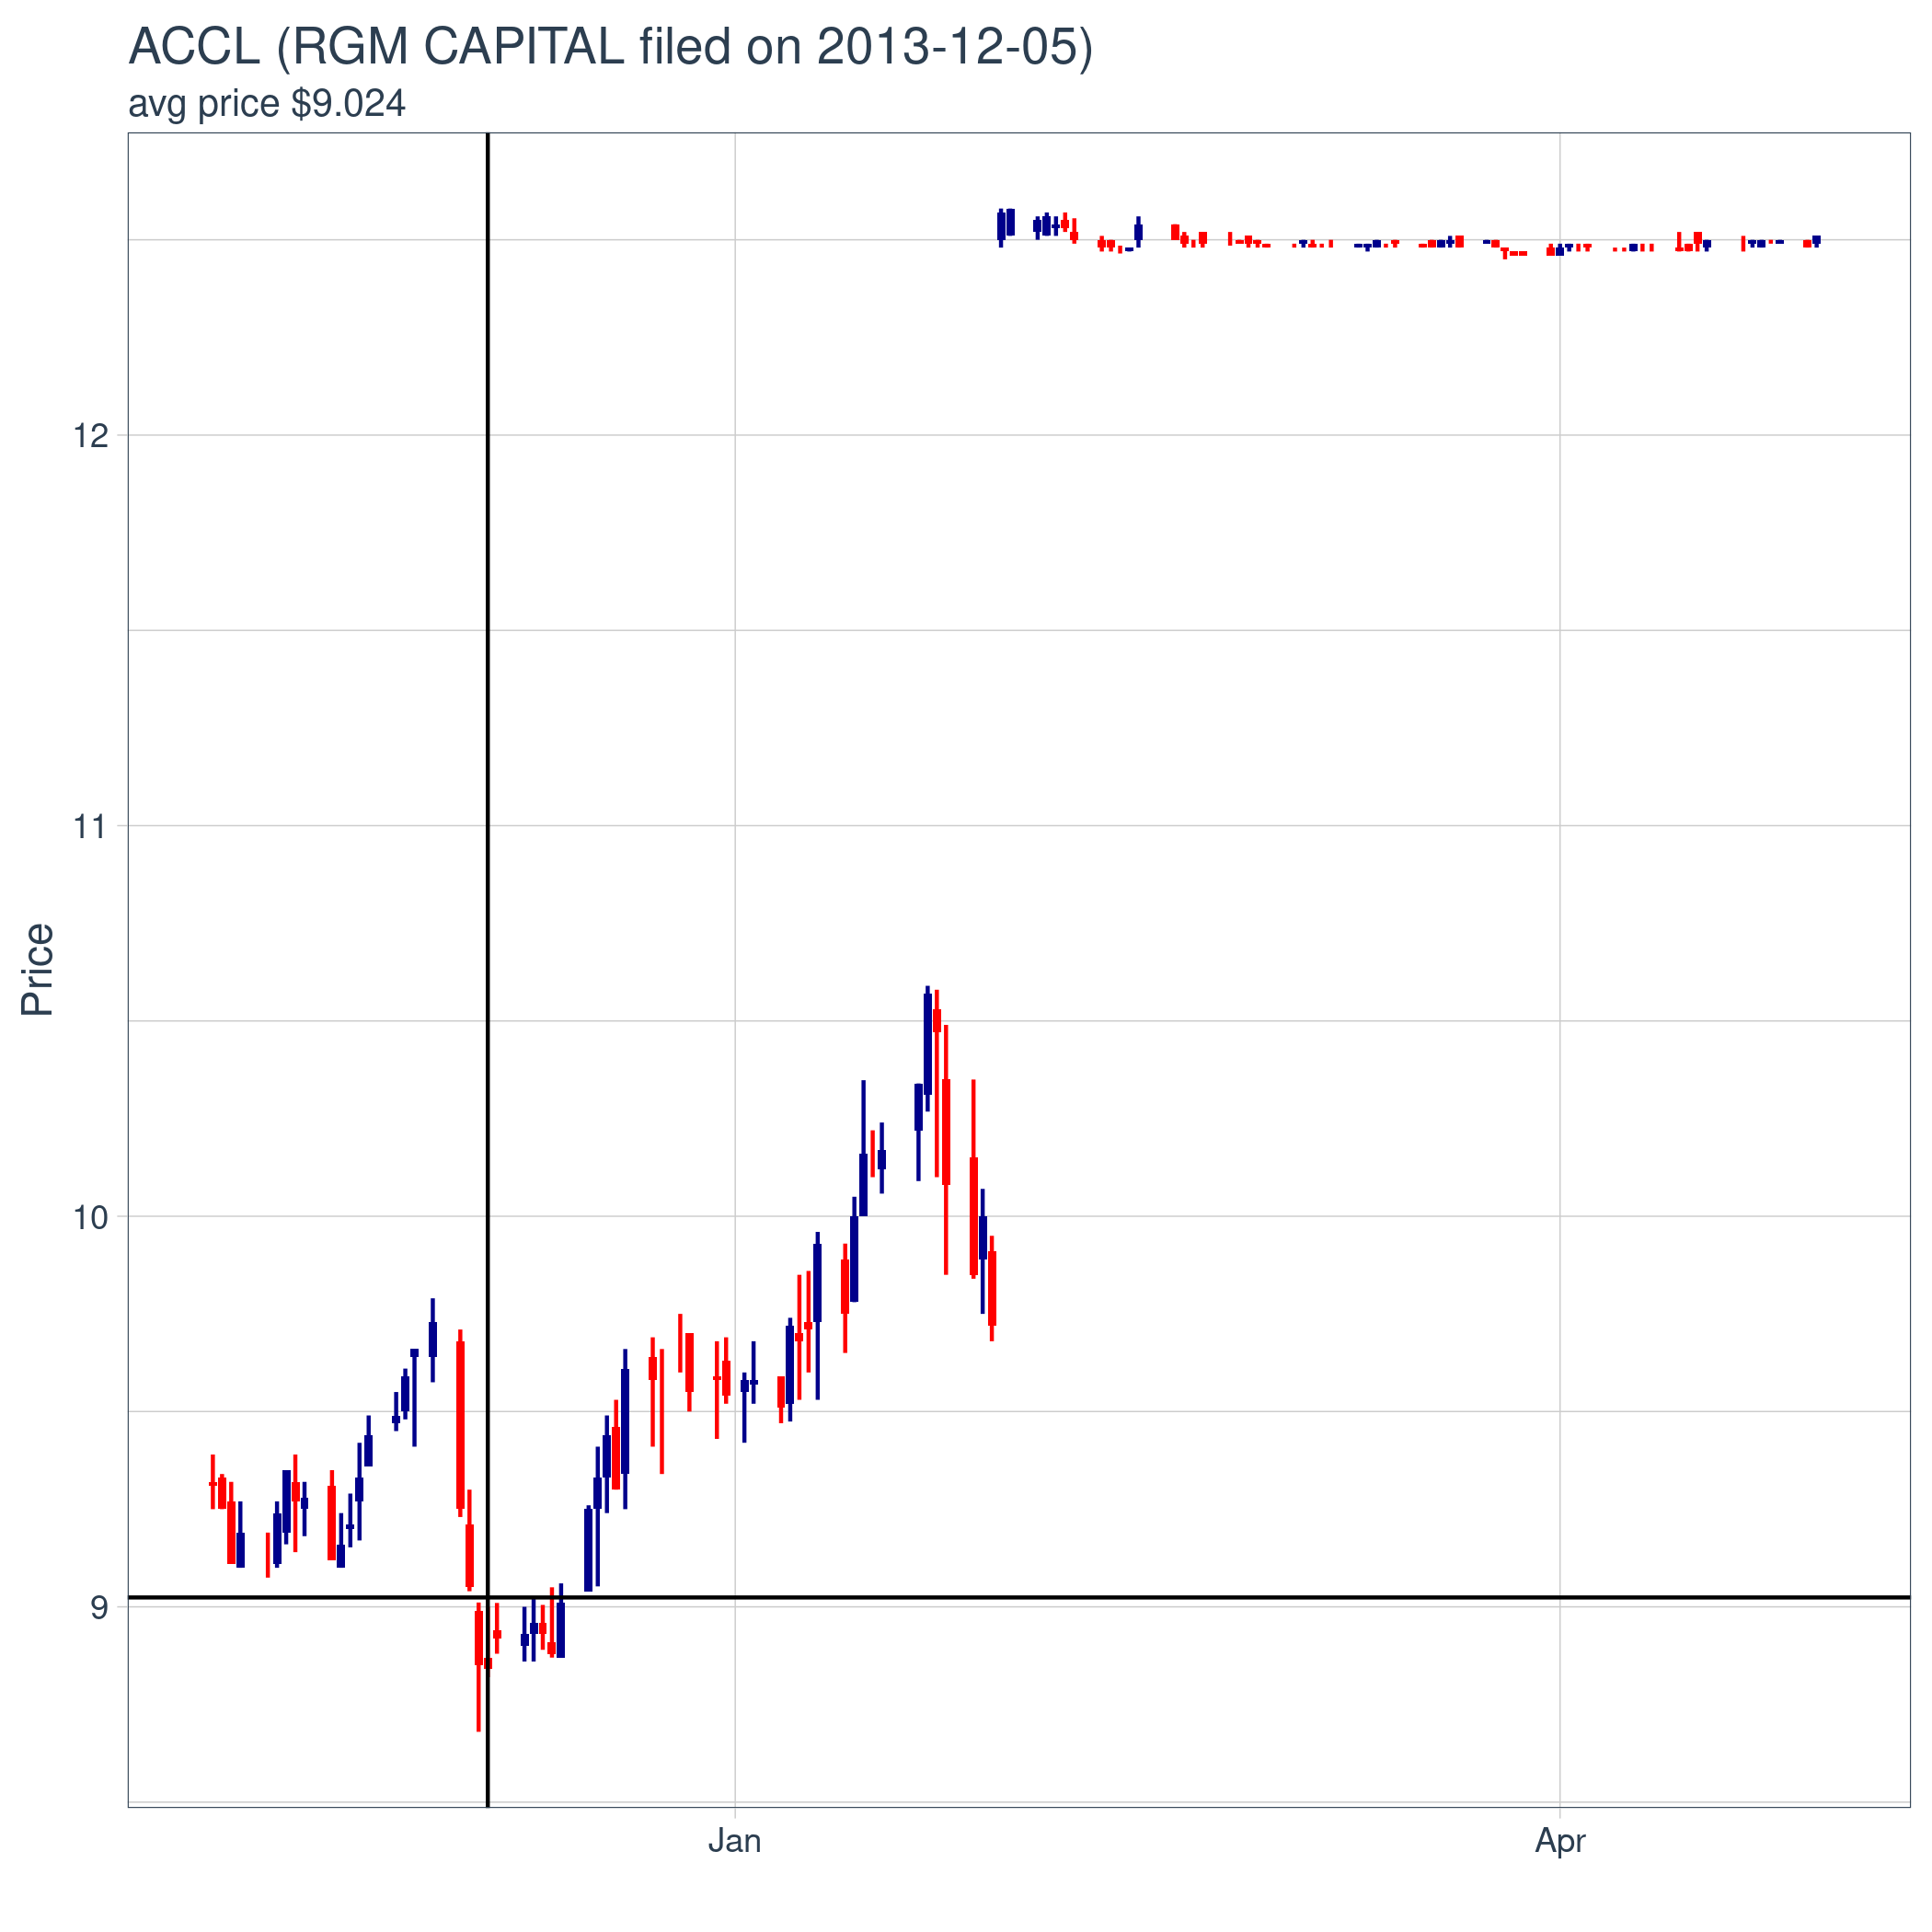 ACCL (RGM CAPITAL filed on 2013-12-05)
avg price $9.024
12
11
Price
10
9
Jan Apr